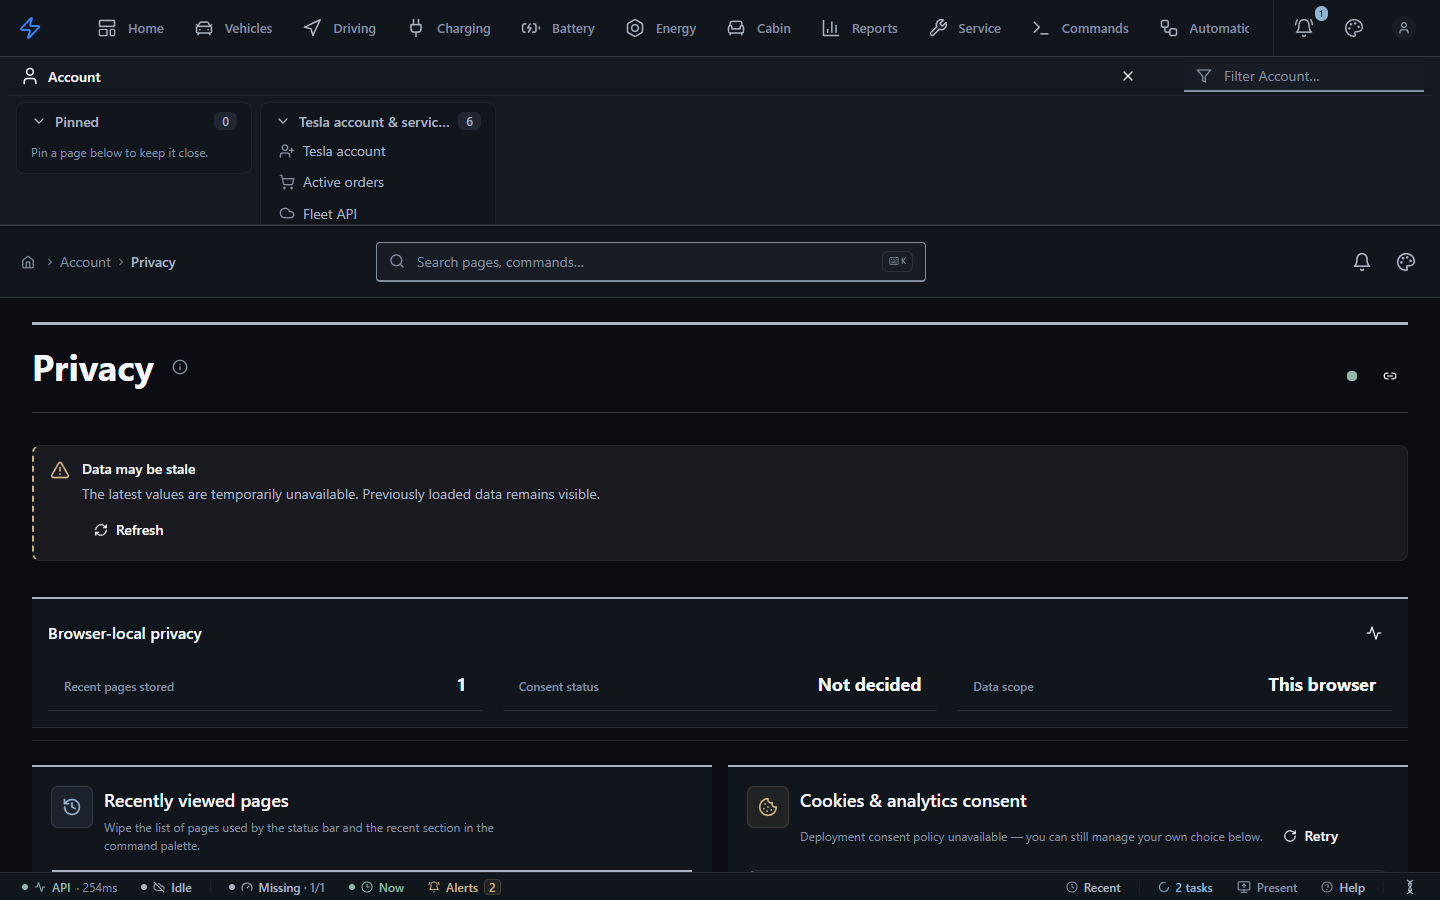 Home
Vehicles
Driving
Charging
Battery
Energy
Cabin
Reports
Service
Commands
Automatic
1
Account
Filter Account...
Pinned
0
Pin a page below to keep it close.
Tesla account & servic...
6
Tesla account
Active orders
Fleet API
Account
Privacy
Search pages, commands...
K
Privacy
Data may be stale
The latest values are temporarily unavailable. Previously loaded data remains visible.
Refresh
Browser-local privacy
Recent pages stored
1
Consent status
Not decided
Data scope
This browser
Recently viewed pages
Wipe the list of pages used by the status bar and the recent section in the
command palette.
Cookies & analytics consent
Deployment consent policy unavailable — you can still manage your own choice below.
Retry
API · 254ms
Idle
Missing · 1/1
Now
Alerts 2
Recent
2 tasks
Present
Help